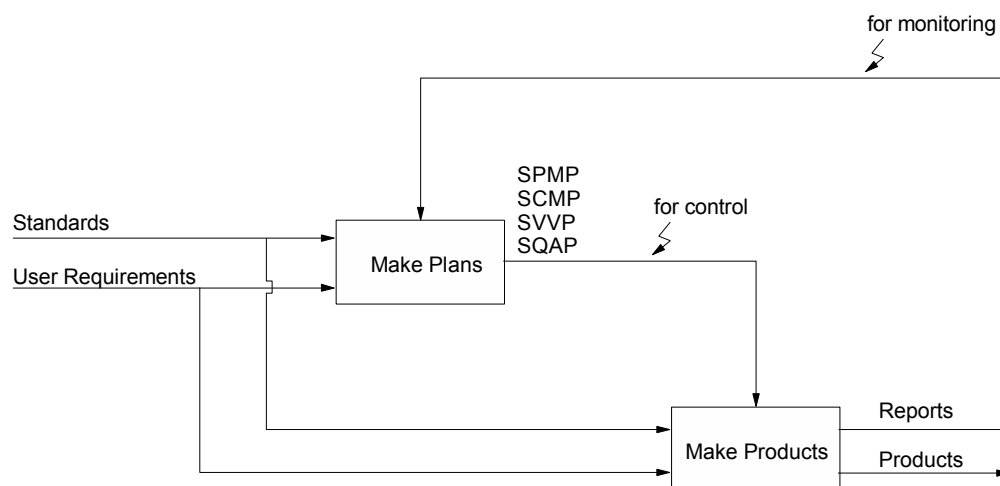 for monitoring
SPMP
SCMP
SVVP
SQAP
for control
Standards
User Requirements
Make Plans
Make Products
Reports
Products